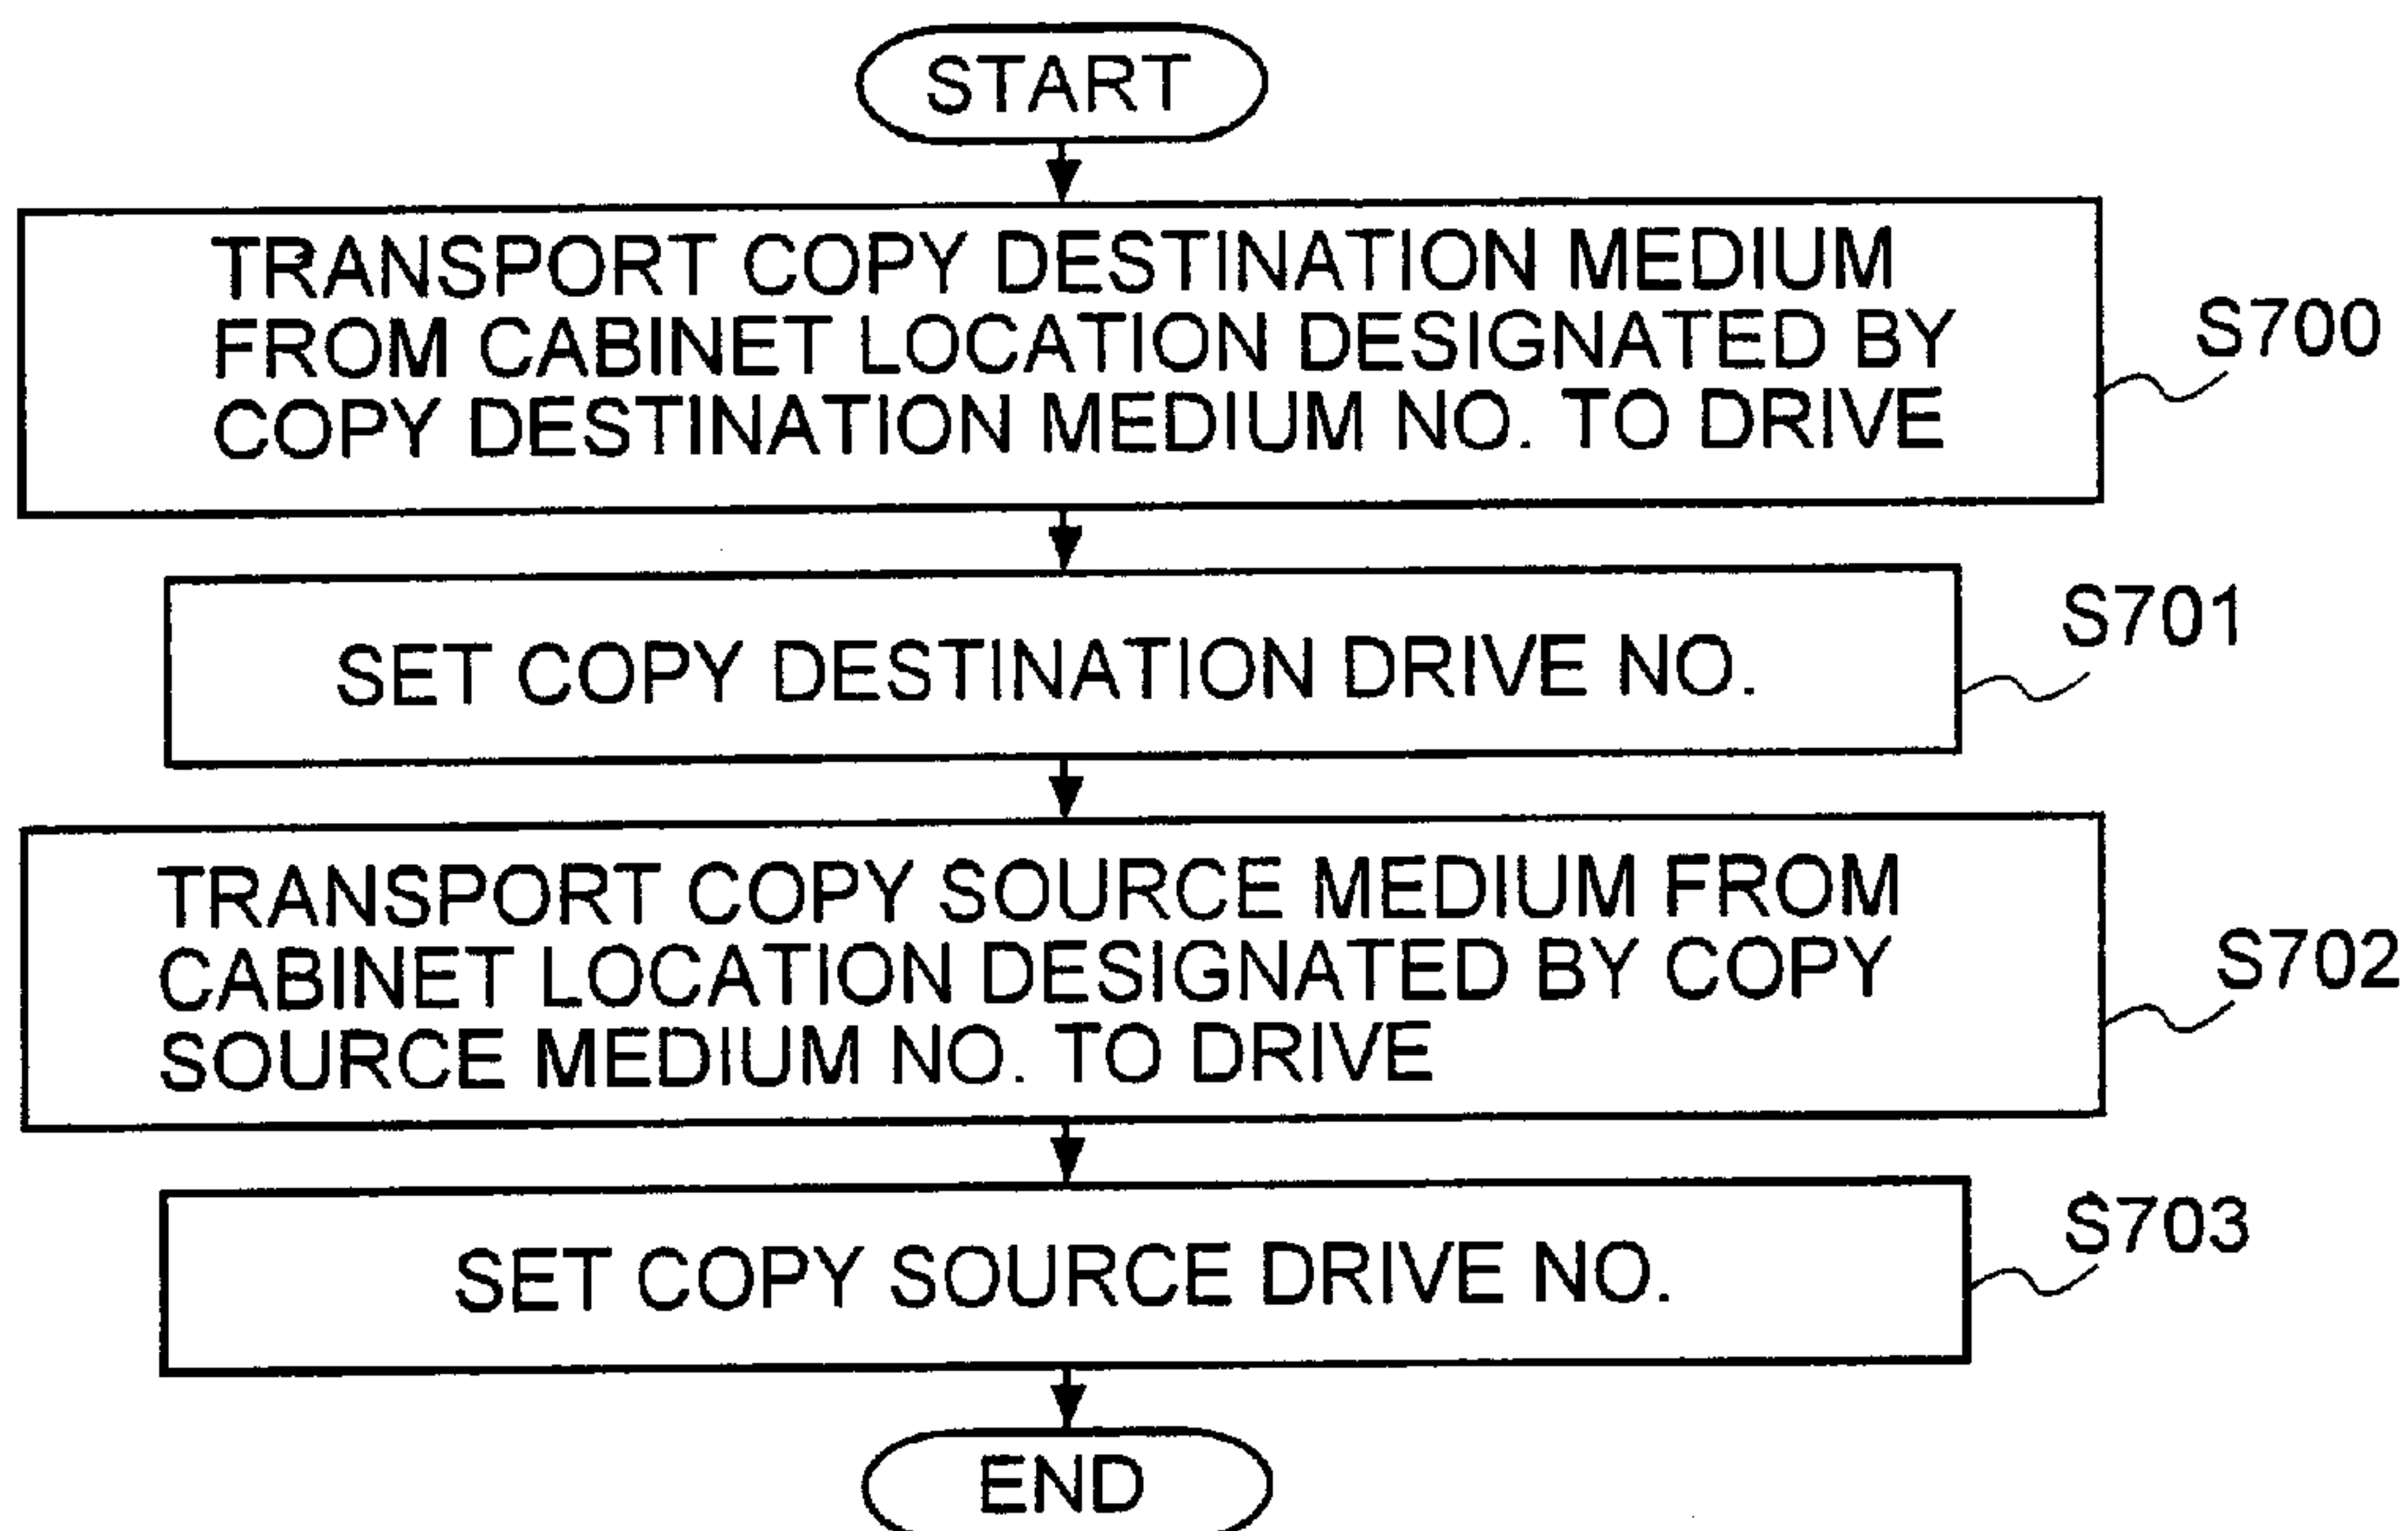 START
TRANSPORT COPY DESTINATION MEDIUM
FROM CABINET LOCATION DESIGNATED BY
COPY DESTINATION MEDIUM NO. TO DRIVE
S700
SET COPY DESTINATION DRIVE NO.
S701
TRANSPORT COPY SOURCE MEDIUM FROM
CABINET LOCATION DESIGNATED BY COPY
SOURCE MEDIUM NO. TO DRIVE
S702
SET COPY SOURCE DRIVE NO.
S703
END